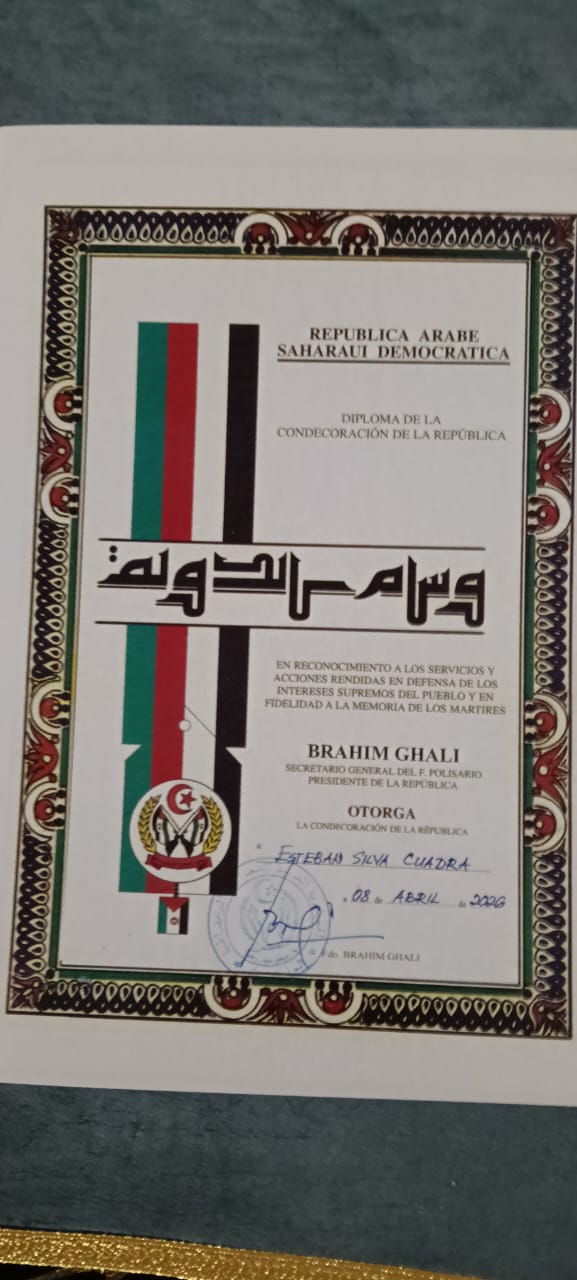 REPUBLICA ARABE
SAHARAUI DEMOCRATICA
DIPLOMA DE LA
CONDECORACIÓN DE LA REPÚBLICA
وسام الدولة
EN RECONOCIMIENTO A LOS SERVICIOS Y
ACCIONES RENDIDAS EN DEFENSA DE LOS
INTERESES SUPREMOS DEL PUEBLO Y EN
FIDELIDAD A LA MEMORIA DE LOS MARTIRES
BRAHIM GHALI
SECRETARIO GENERAL DEL F. POLISARIO
PRESIDENTE DE LA REPÚBLICA
OTORGA
LA CONDECORACIÓN DE LA RÉPUBLICA
a ESTEBAN SILVA CUADRA
a 08 de ABRIL de 2026
Fdo. BRAHIM GHALI